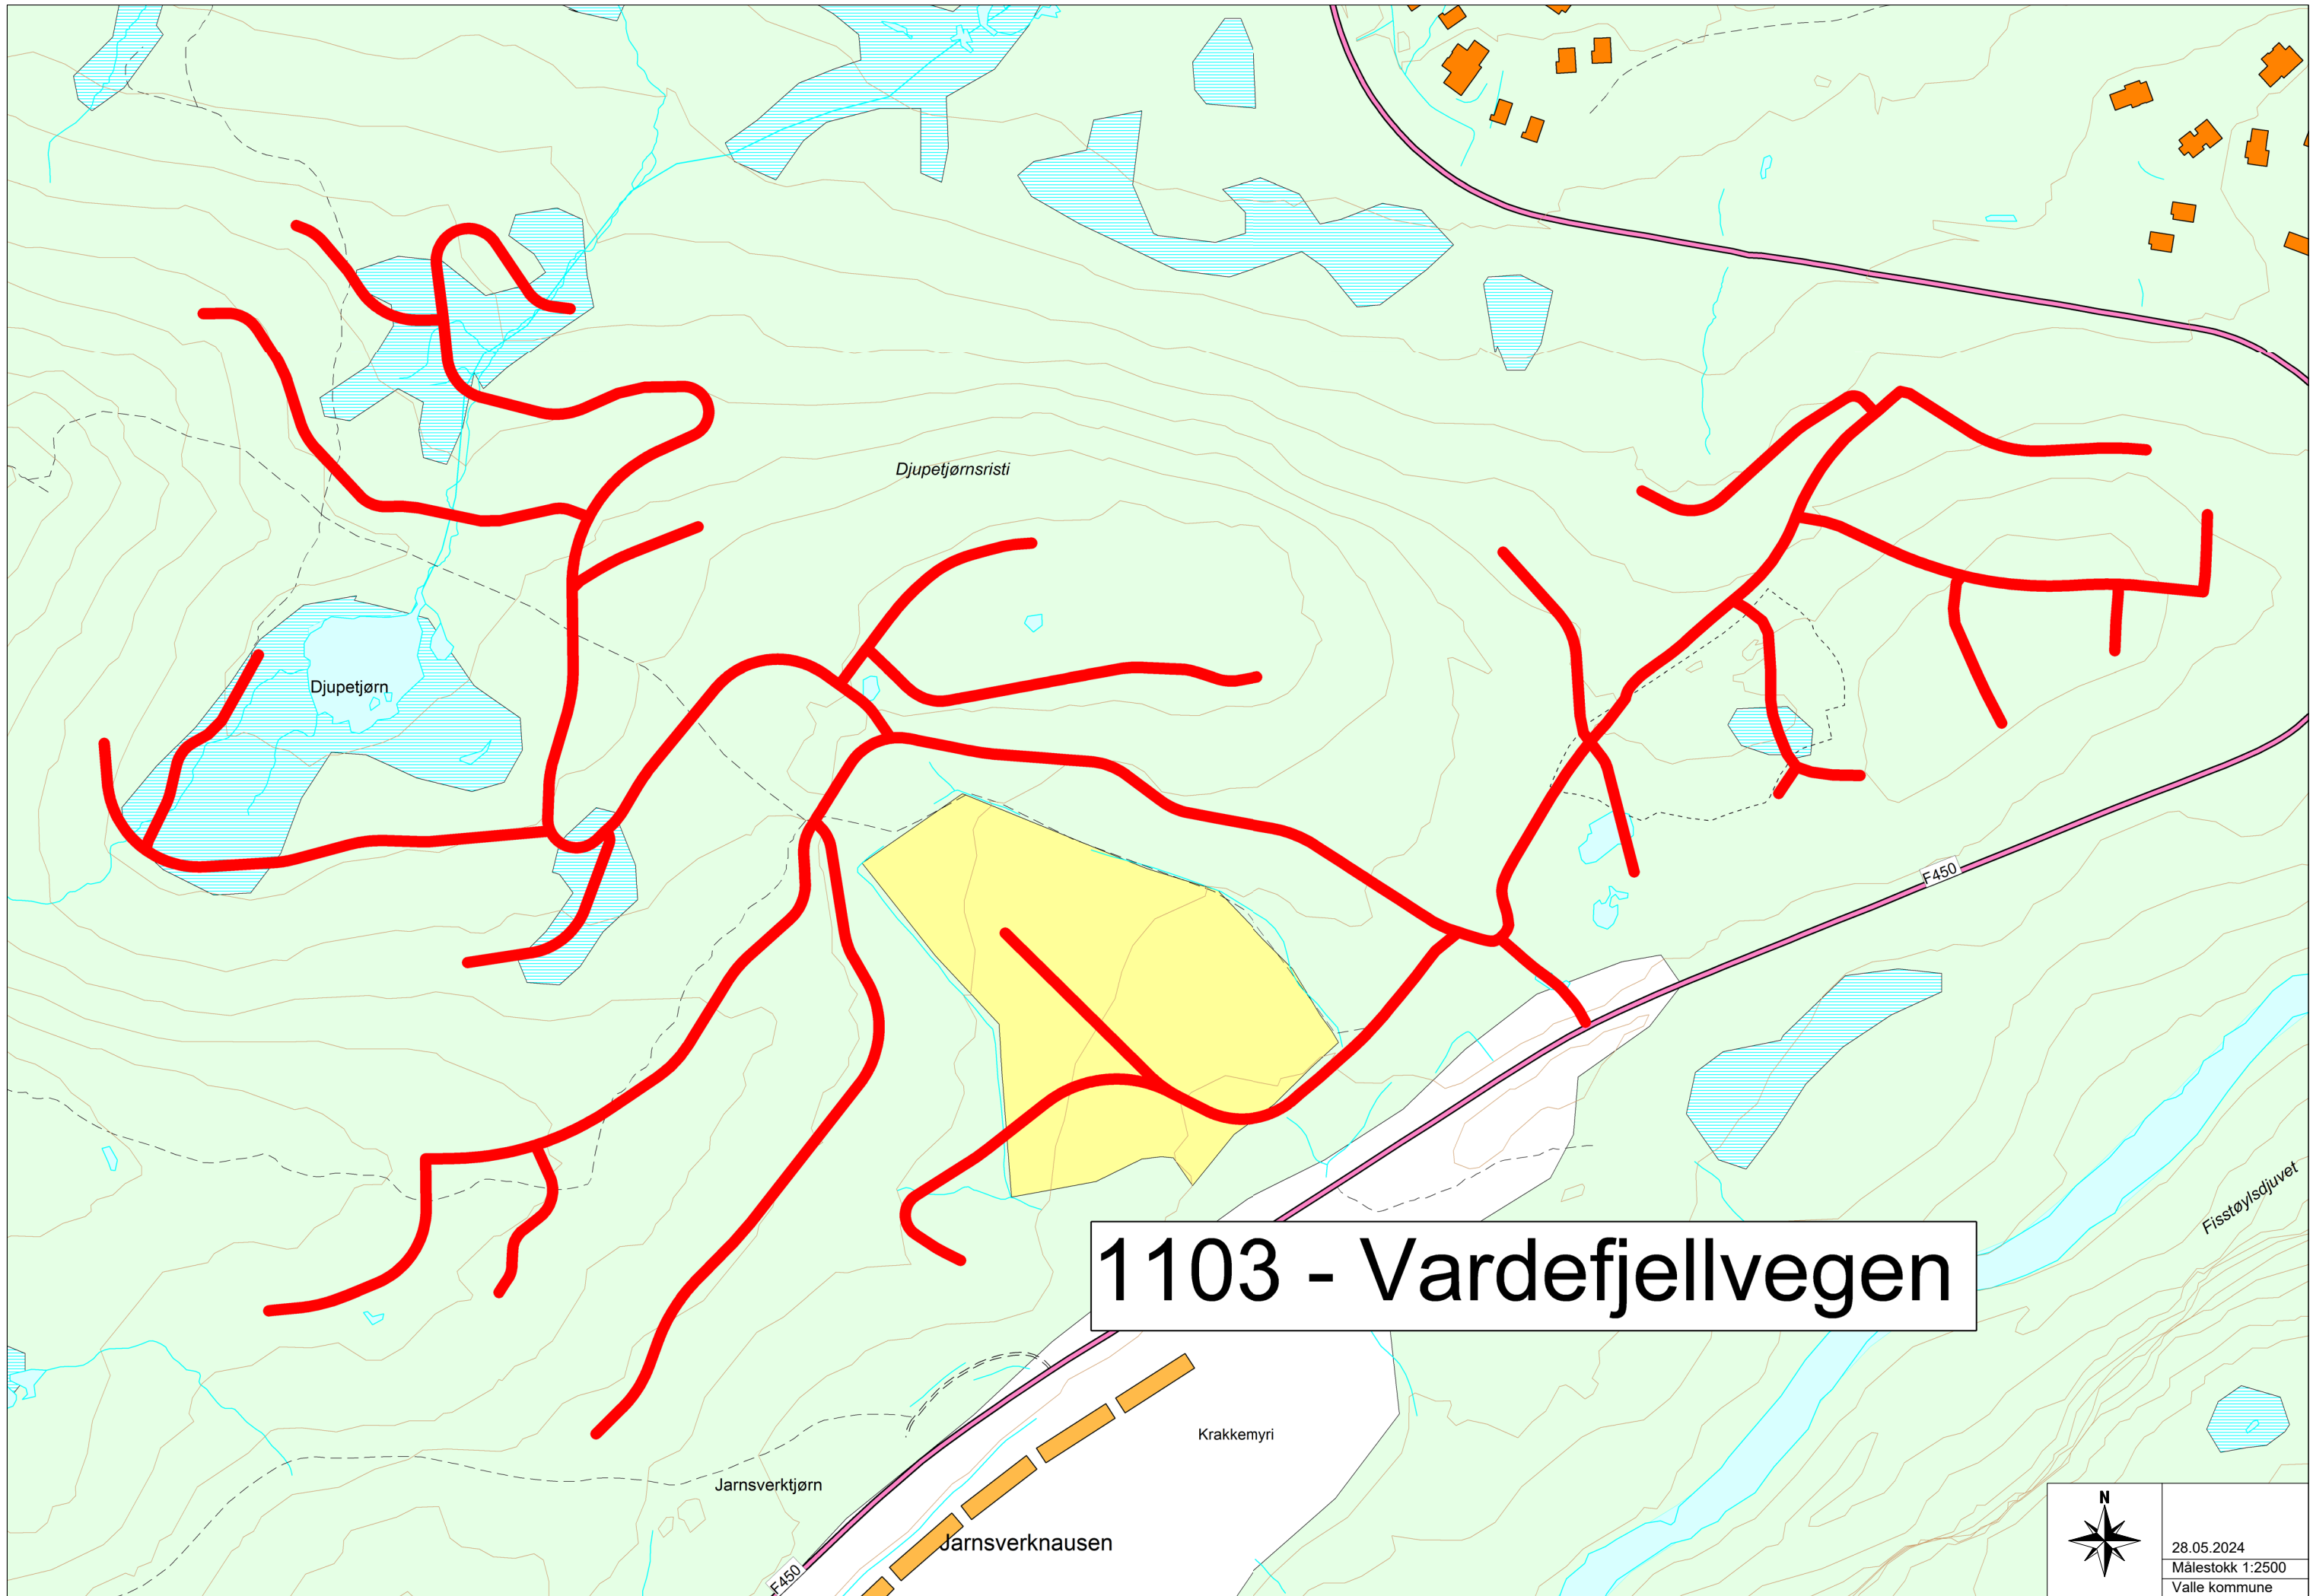 Djupetjørnsristi
Djupetjørn
F450
Fisstøylsdjuvet
1103 - Vardefjellvegen
Krakkemyri
Jarnsverktjørn
Jarnsverknausen
F450
N
28.05.2024
Målestokk 1:2500
Valle kommune